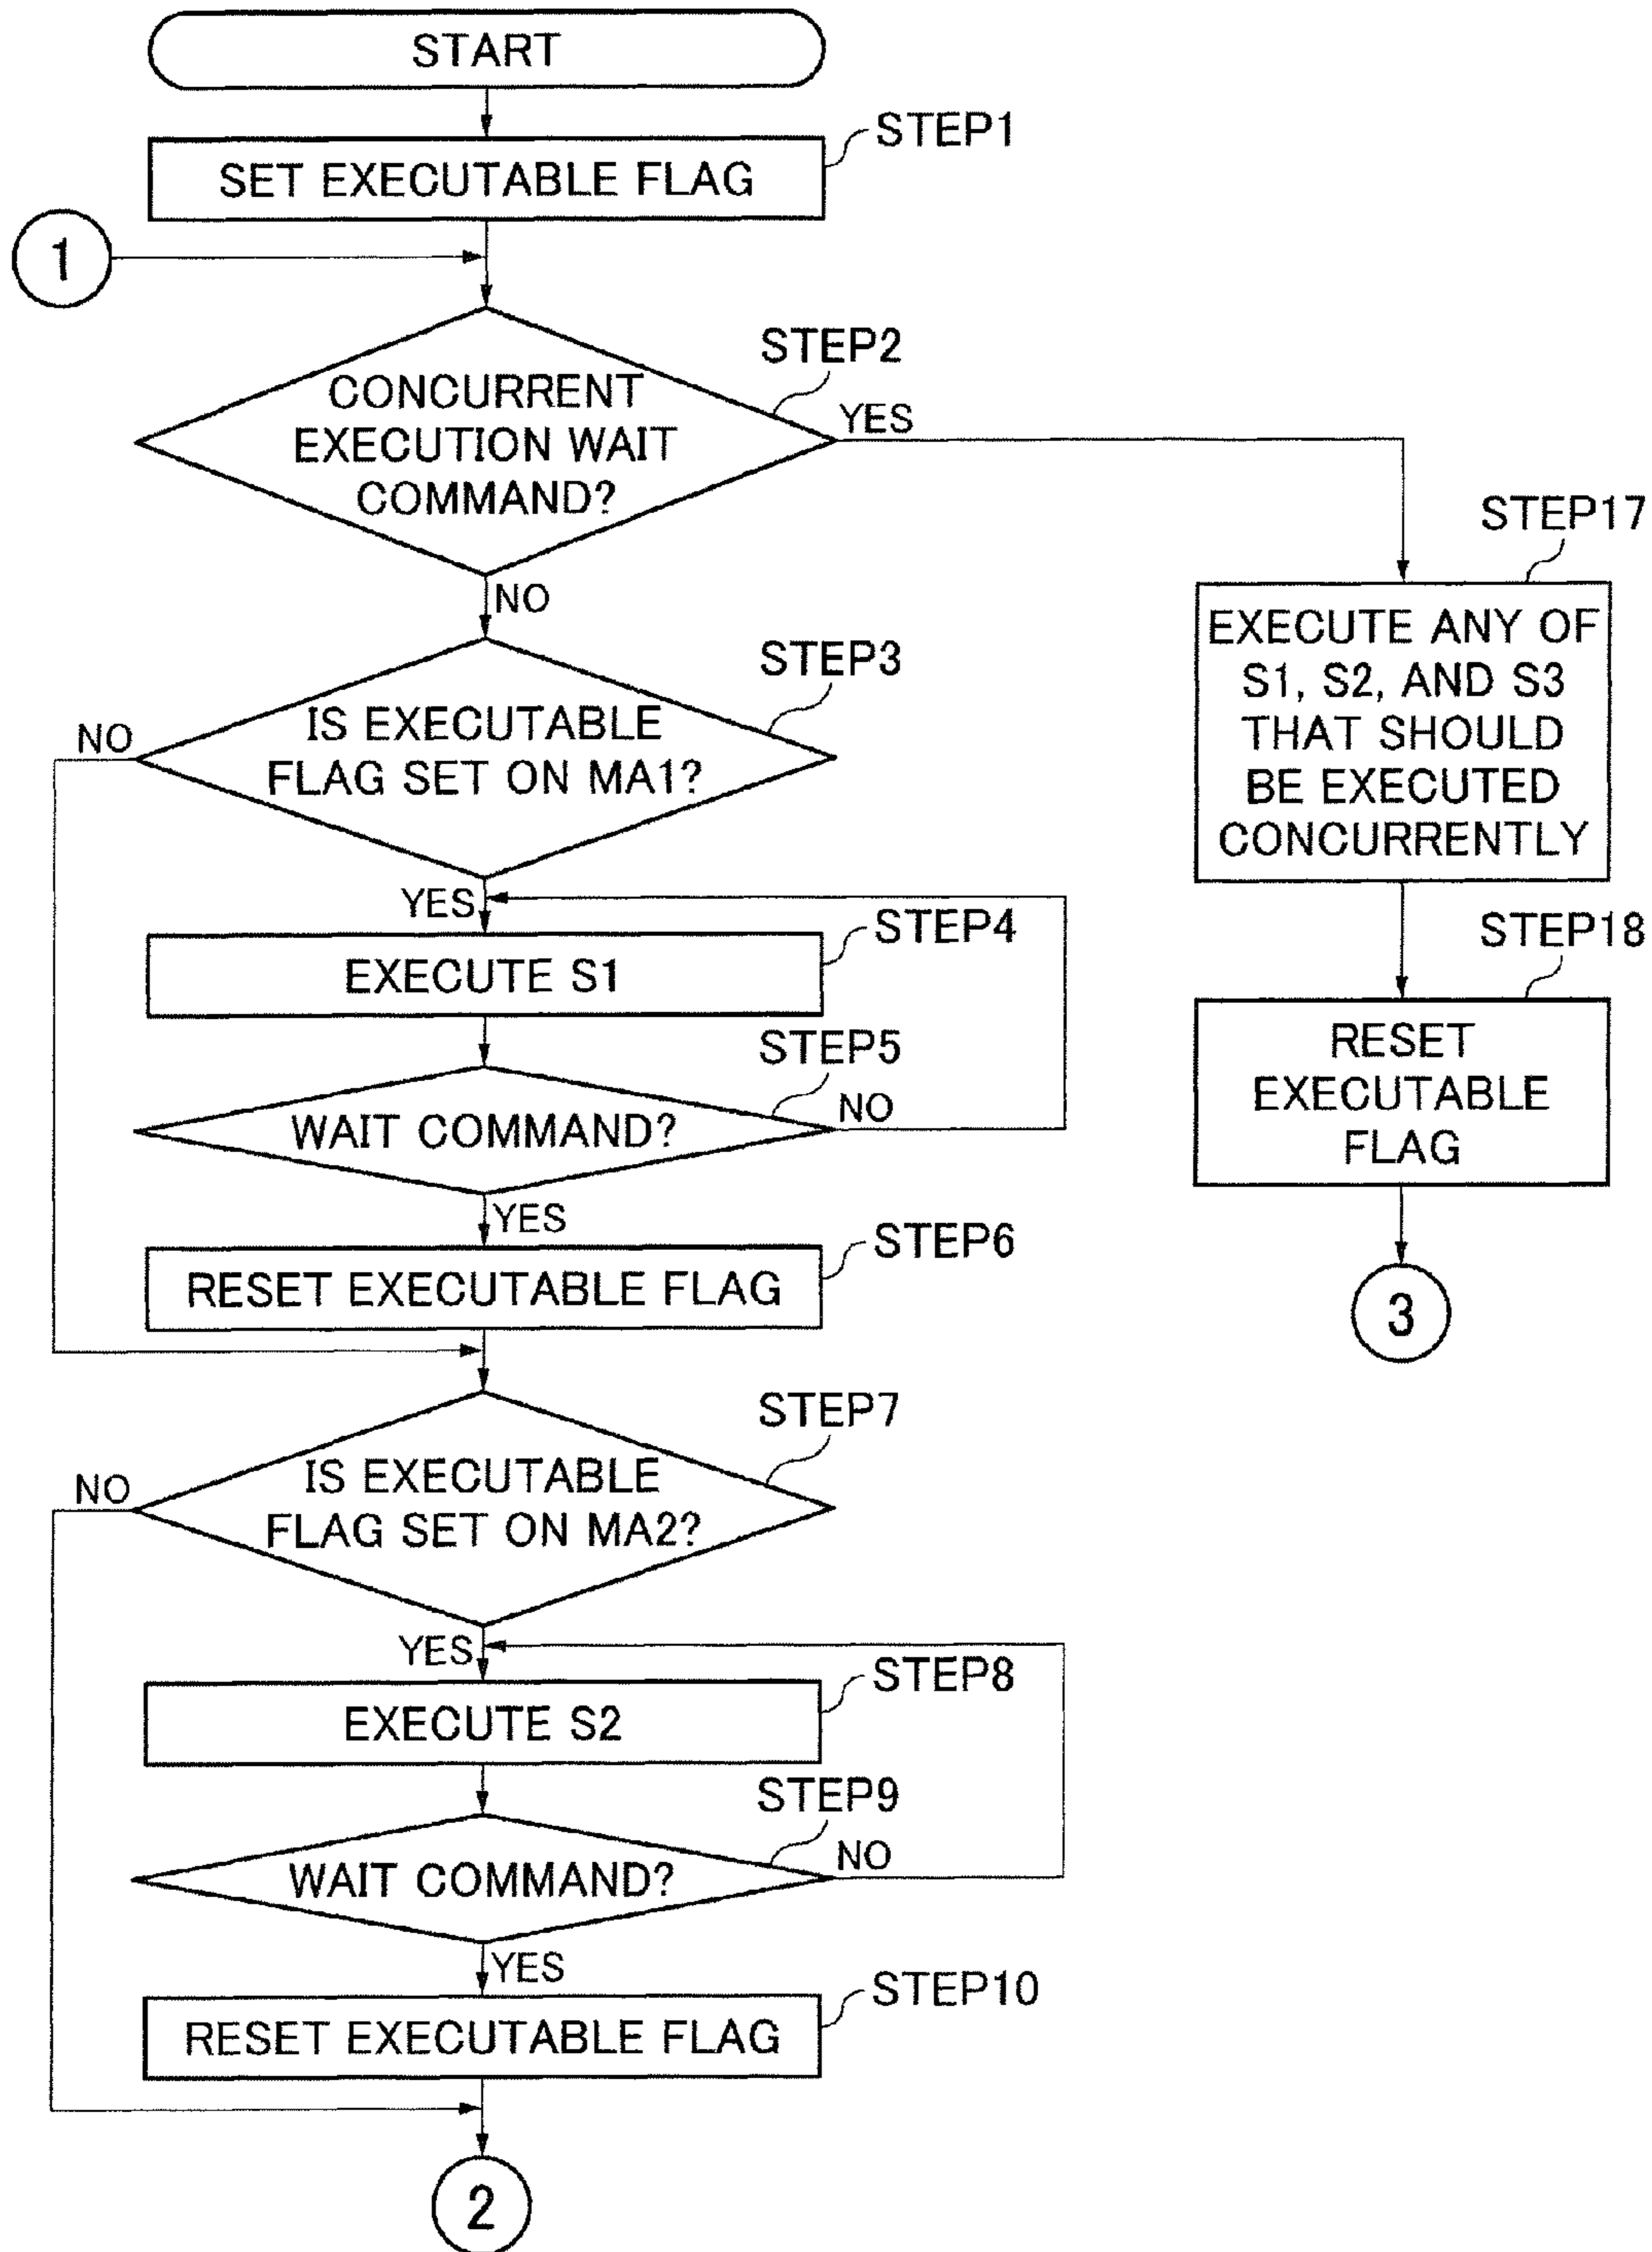 START
STEP1
SET EXECUTABLE FLAG
1
STEP2
CONCURRENT
EXECUTION WAIT
COMMAND?
YES
NO
STEP17
EXECUTE ANY OF
S1, S2, AND S3
THAT SHOULD
BE EXECUTED
CONCURRENTLY
STEP3
IS EXECUTABLE
FLAG SET ON MA1?
NO
YES
STEP4
EXECUTE S1
STEP18
RESET
EXECUTABLE
FLAG
STEP5
WAIT COMMAND?
NO
YES
STEP6
RESET EXECUTABLE FLAG
3
STEP7
IS EXECUTABLE
FLAG SET ON MA2?
NO
YES
STEP8
EXECUTE S2
STEP9
WAIT COMMAND?
NO
YES
STEP10
RESET EXECUTABLE FLAG
2